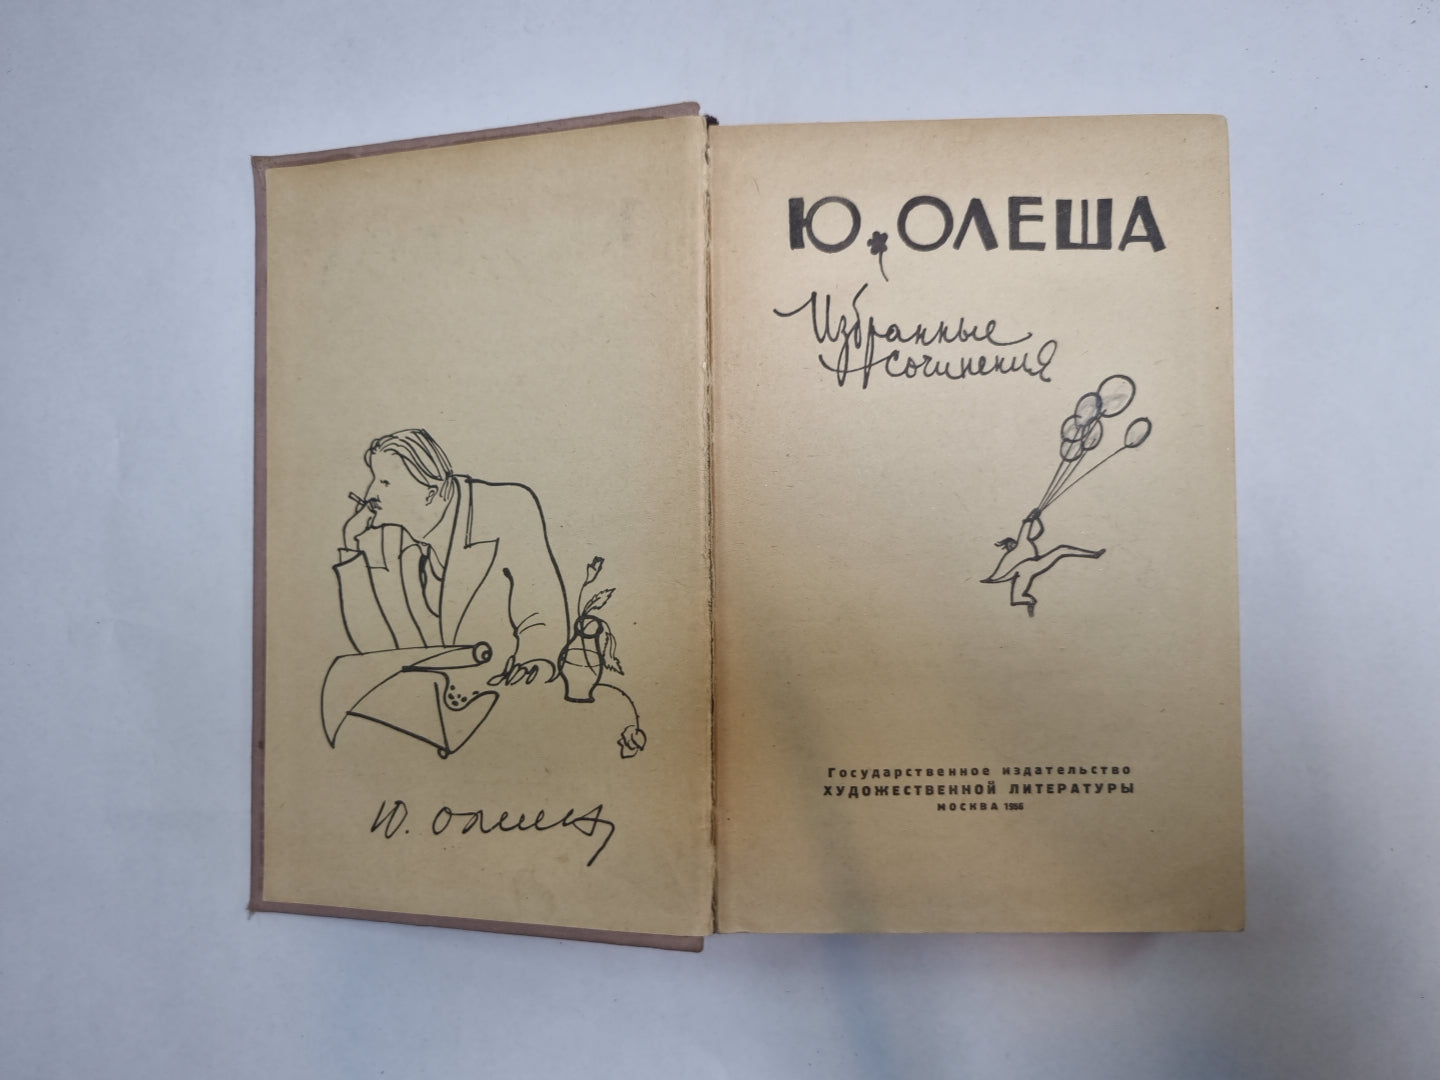 Ю. Олеша
Ю. ОЛЕША
Избранные
сочинения
Государственное издательство
ХУДОЖЕСТВЕННОЙ ЛИТЕРАТУРЫ
МОСКВА 1956